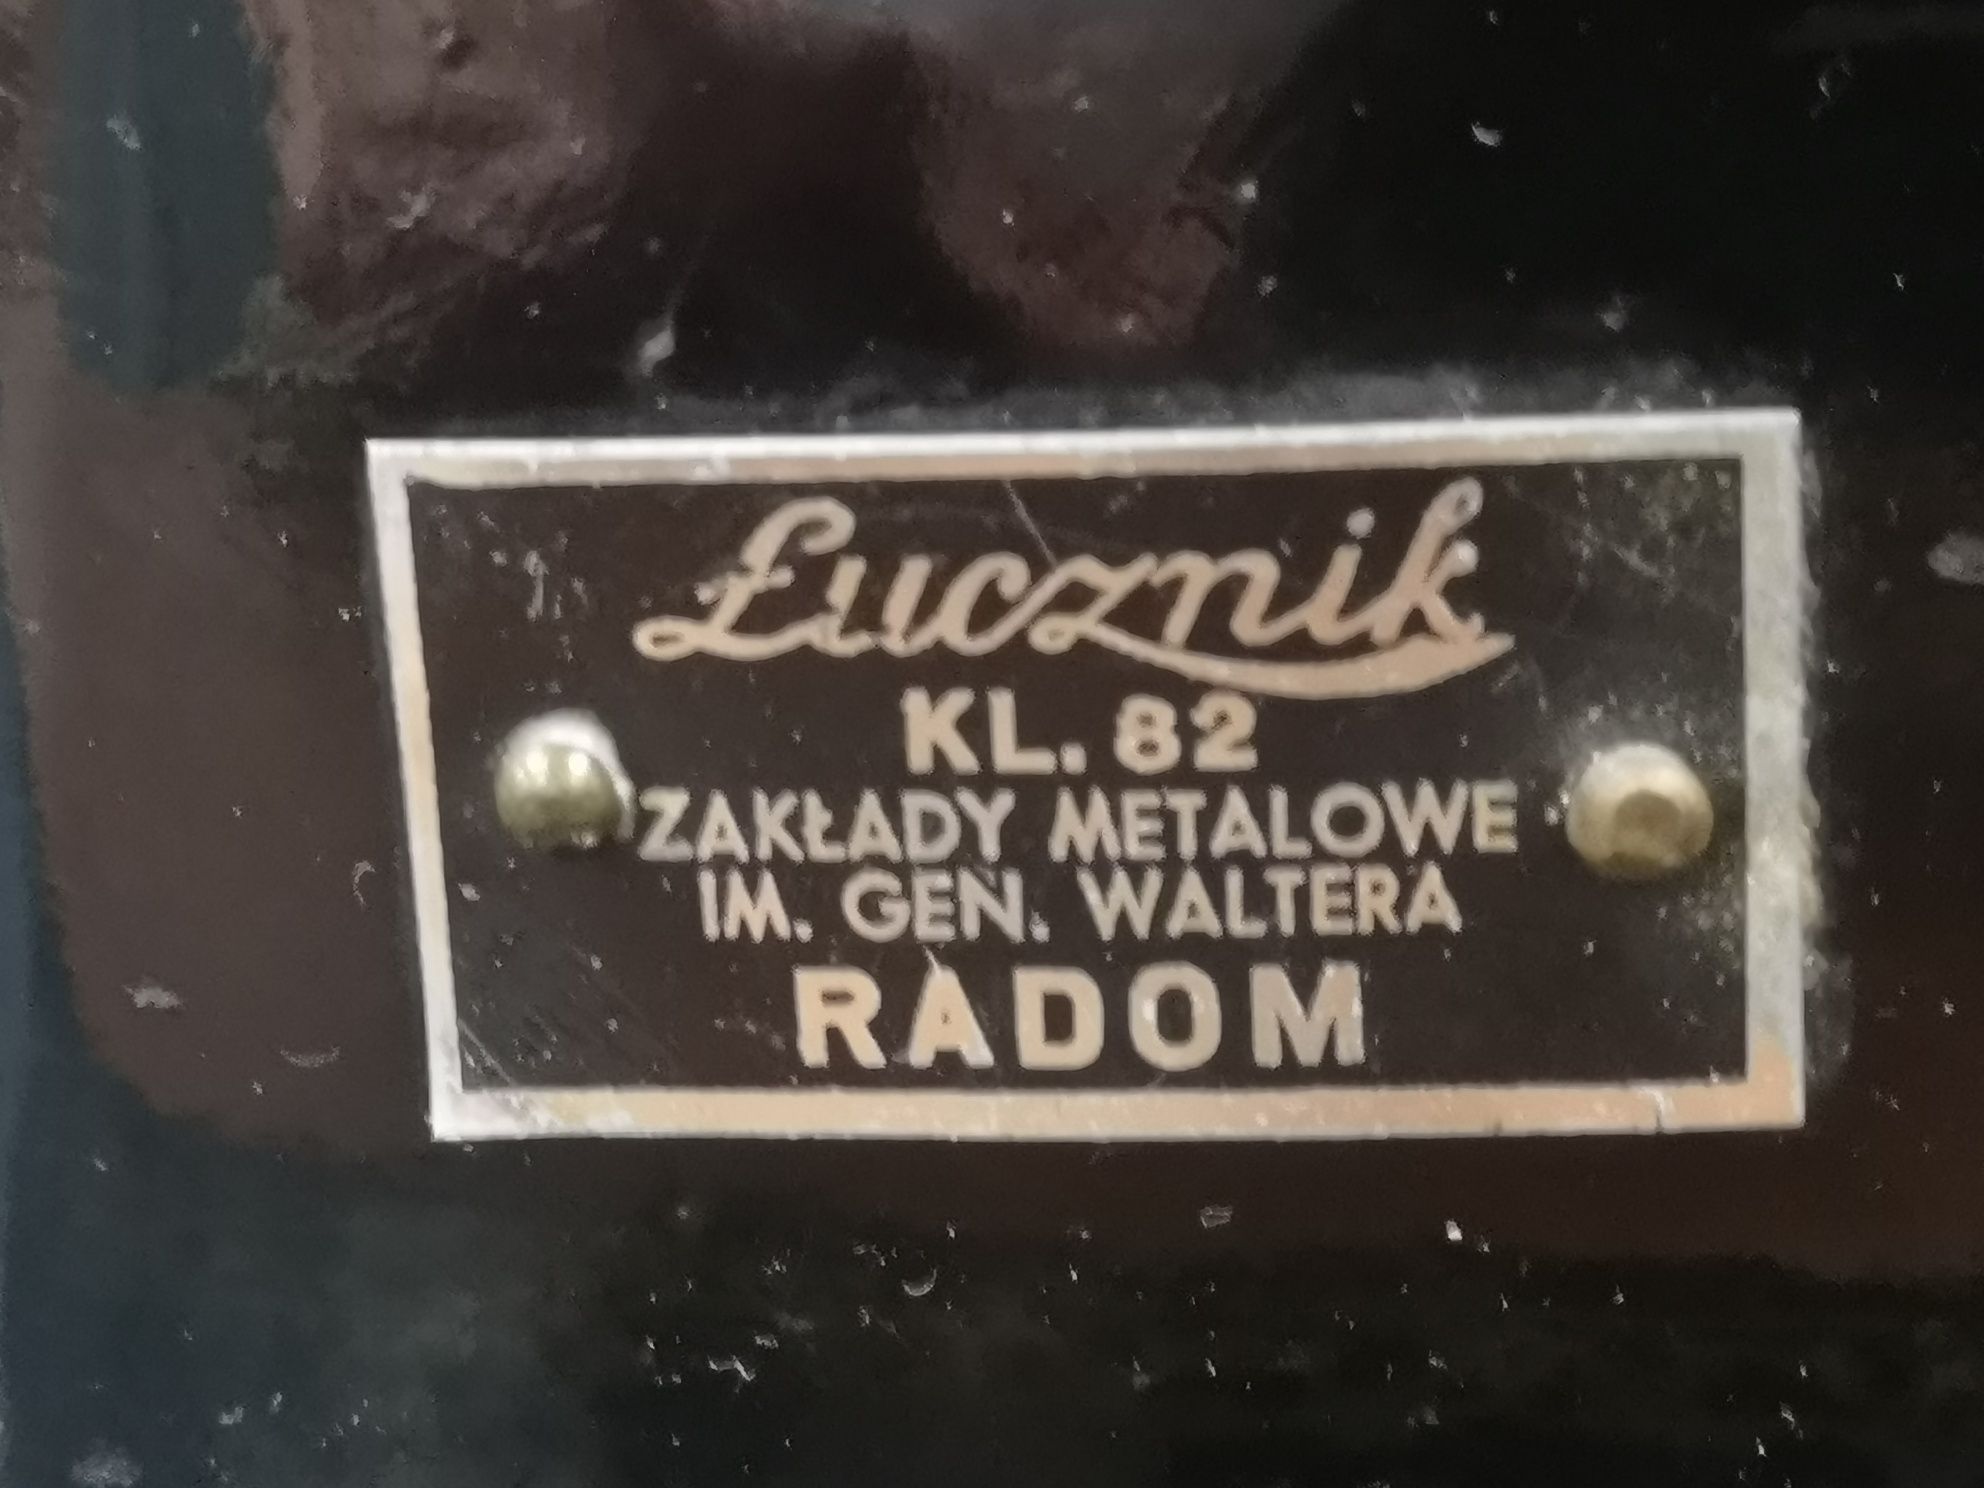 Łucznik
KL. 82
ZAKŁADY METALOWE
IM. GEN. WALTERA
RADOM